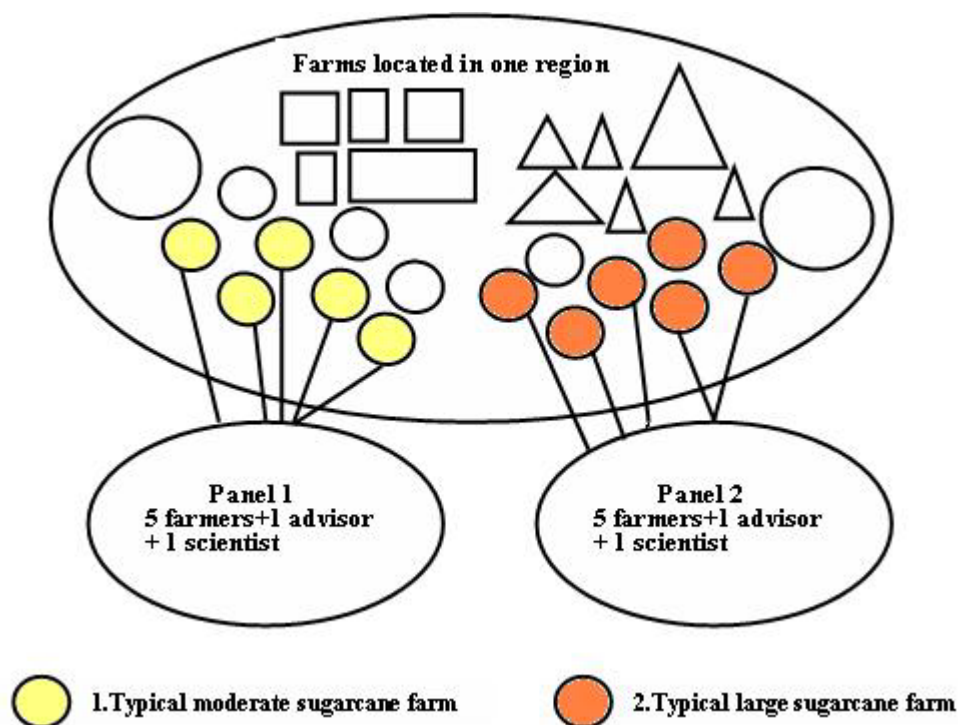 Farms located in one region
Panel 1
5 farmers+1 advisor
+ 1 scientist
Panel 2
5 farmers+1 advisor
+ 1 scientist
1.Typical moderate sugarcane farm
2.Typical large sugarcane farm